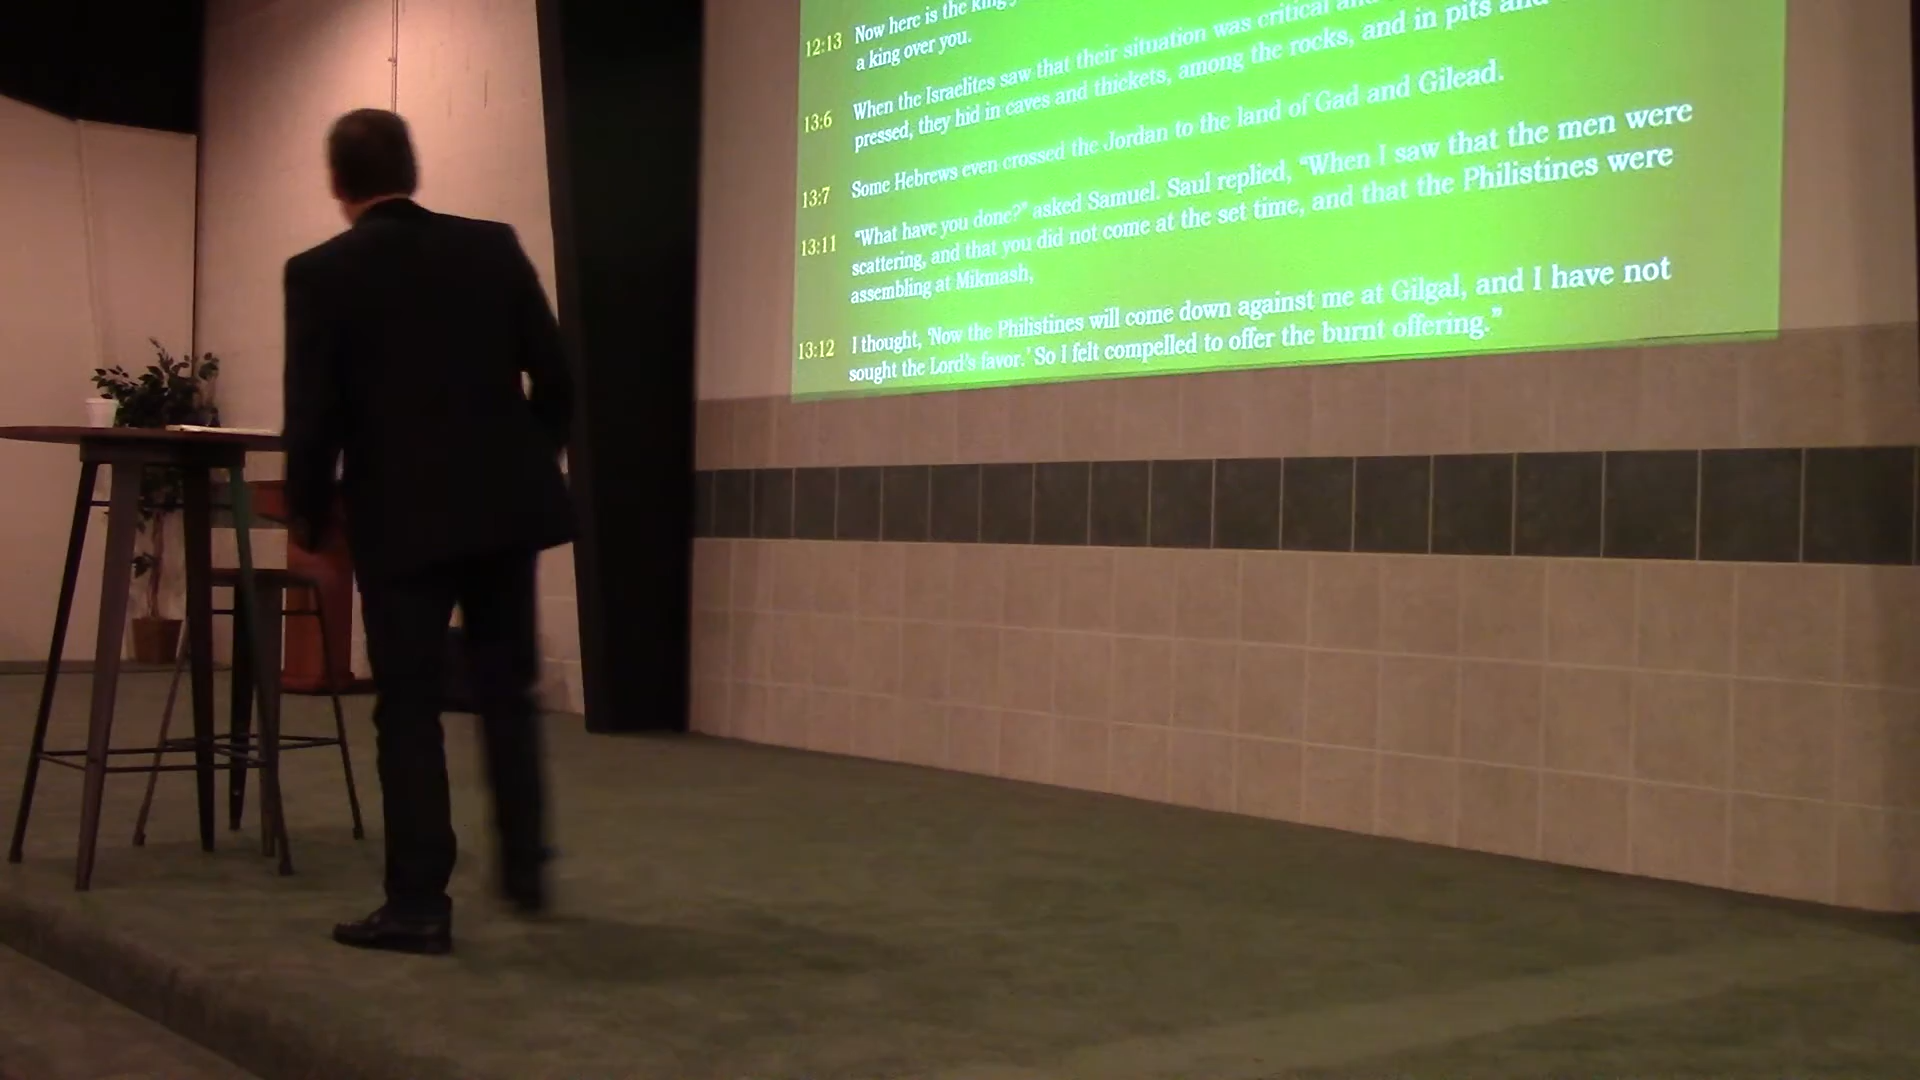 12:13 Now here is the king
a king over you.
13:6 When the Israelites saw that their situation was critical and
pressed, they hid in caves and thickets, among the rocks, and in pits and
13:7 Some Hebrews even crossed the Jordan to the land of Gad and Gilead.
13:11 “What have you done?” asked Samuel. Saul replied, “When I saw that the men were
scattering, and that you did not come at the set time, and that the Philistines were
assembling at Mikmash,
13:12 I thought, ‘Now the Philistines will come down against me at Gilgal, and I have not
sought the Lord’s favor.’ So I felt compelled to offer the burnt offering.”